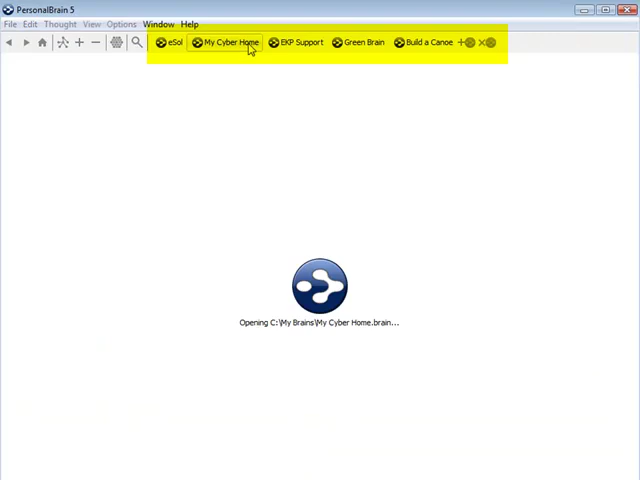 PersonalBrain 5
File Edit Thought View Options Window Help
eSol My Cyber Home EKP Support Green Brain Build a Canoe
Opening C:\My Brains\My Cyber Home.brain...